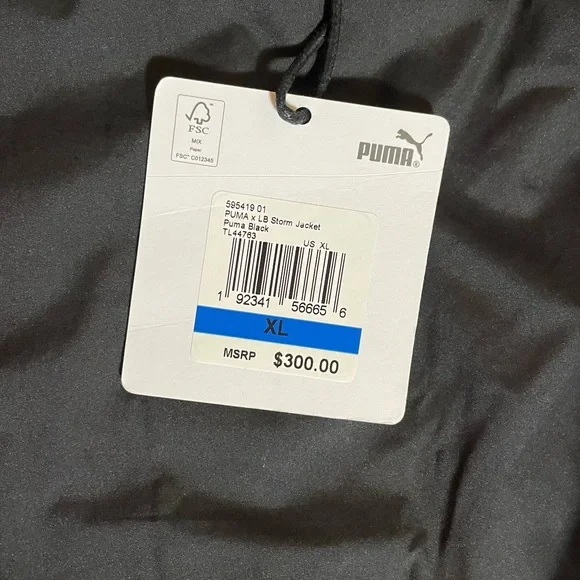 FSC
MIX
Paper
FSC™ C012345
PUMA®
595419 01
PUMA x LB Storm Jacket
Puma Black
TL44763
US XL
1 92341 56665 6
XL
MSRP $300.00